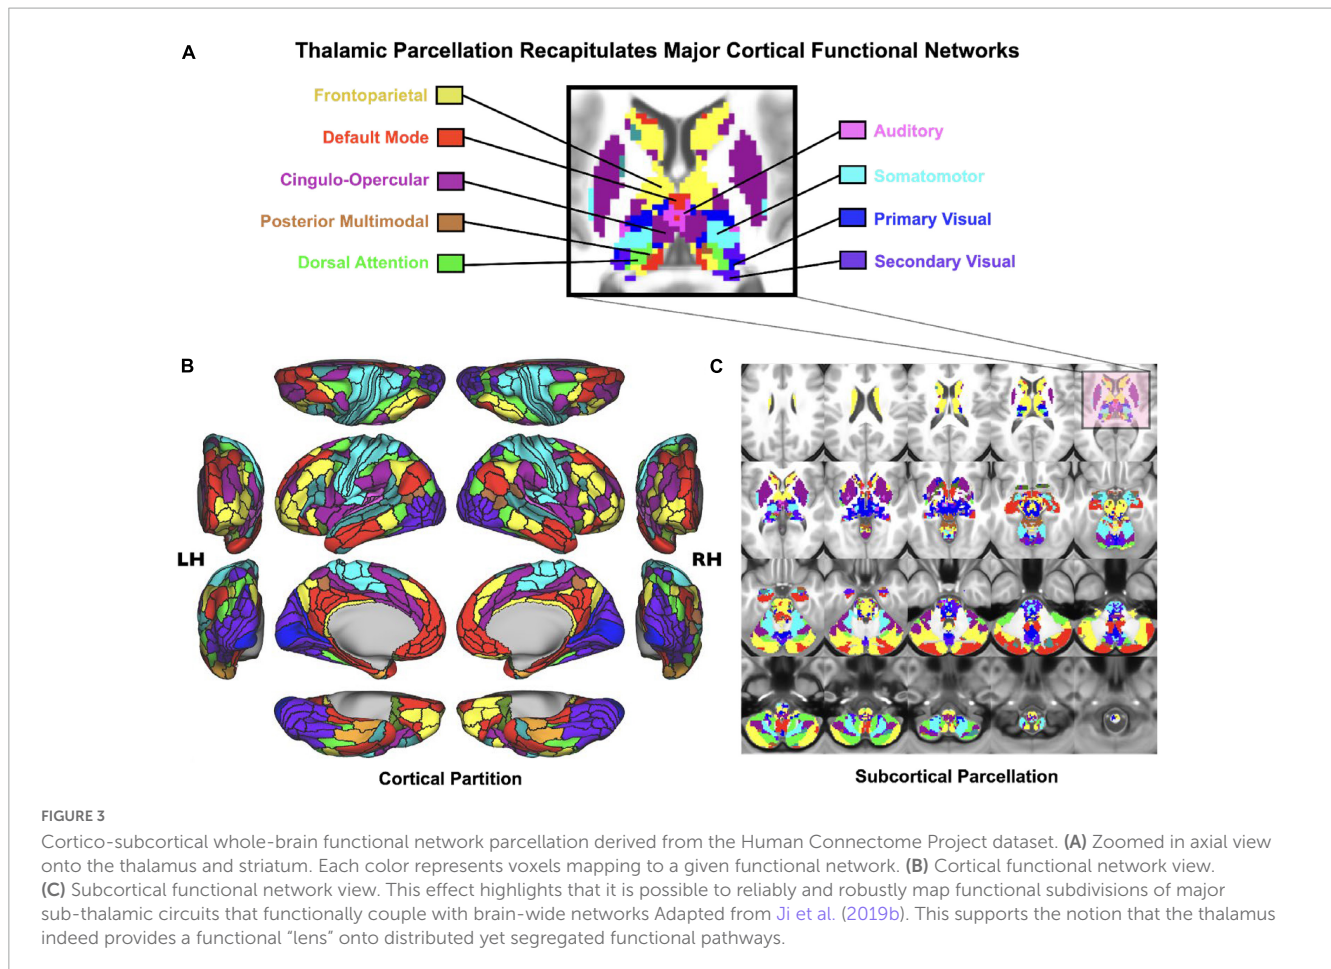 A
Thalamic Parcellation Recapitulates Major Cortical Functional Networks
Frontoparietal
Default Mode
Cingulo-Opercular
Posterior Multimodal
Dorsal Attention
Auditory
Somatomotor
Primary Visual
Secondary Visual
B
LH
RH
Cortical Partition
C
Subcortical Parcellation
FIGURE 3
Cortico-subcortical whole-brain functional network parcellation derived from the Human Connectome Project dataset. (A) Zoomed in axial view
onto the thalamus and striatum. Each color represents voxels mapping to a given functional network. (B) Cortical functional network view.
(C) Subcortical functional network view. This effect highlights that it is possible to reliably and robustly map functional subdivisions of major
sub-thalamic circuits that functionally couple with brain-wide networks Adapted from Ji et al. (2019b). This supports the notion that the thalamus
indeed provides a functional “lens” onto distributed yet segregated functional pathways.